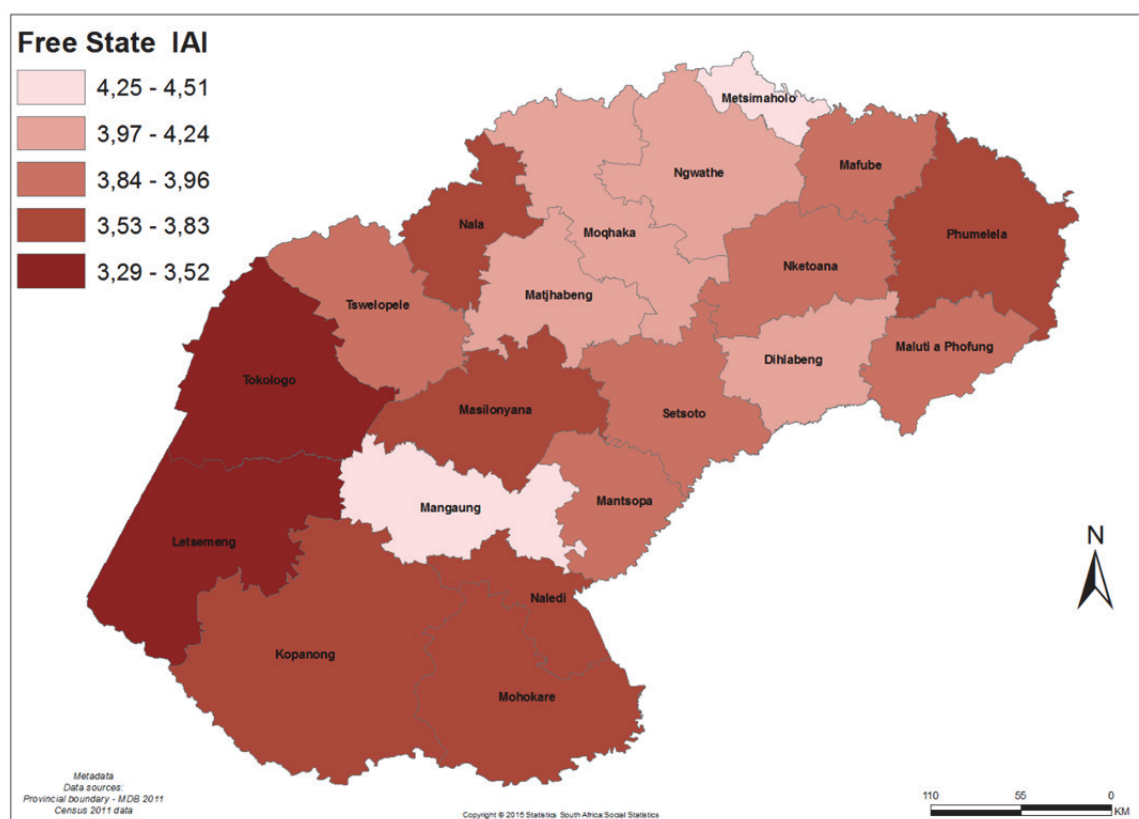 Free State IAI
4,25 - 4,51
3,97 - 4,24
3,84 - 3,96
3,53 - 3,83
3,29 - 3,52
Metsimaholo
Ngwathe
Mafube
Nala
Moqhaka
Phumelela
Nketoana
Tswelopele
Matjhabeng
Dihlabeng
Maluti a Phofung
Tokologo
Masilonyana
Setsoto
Mangaung
Mantsopa
Letsemeng
Naledi
Kopanong
Mohokare
N
Metadata
Data sources:
Provincial boundary - MDB 2011
Census 2011 data
Copyright © 2015 Statistics South Africa:Social Statistics
110 55 0
KM